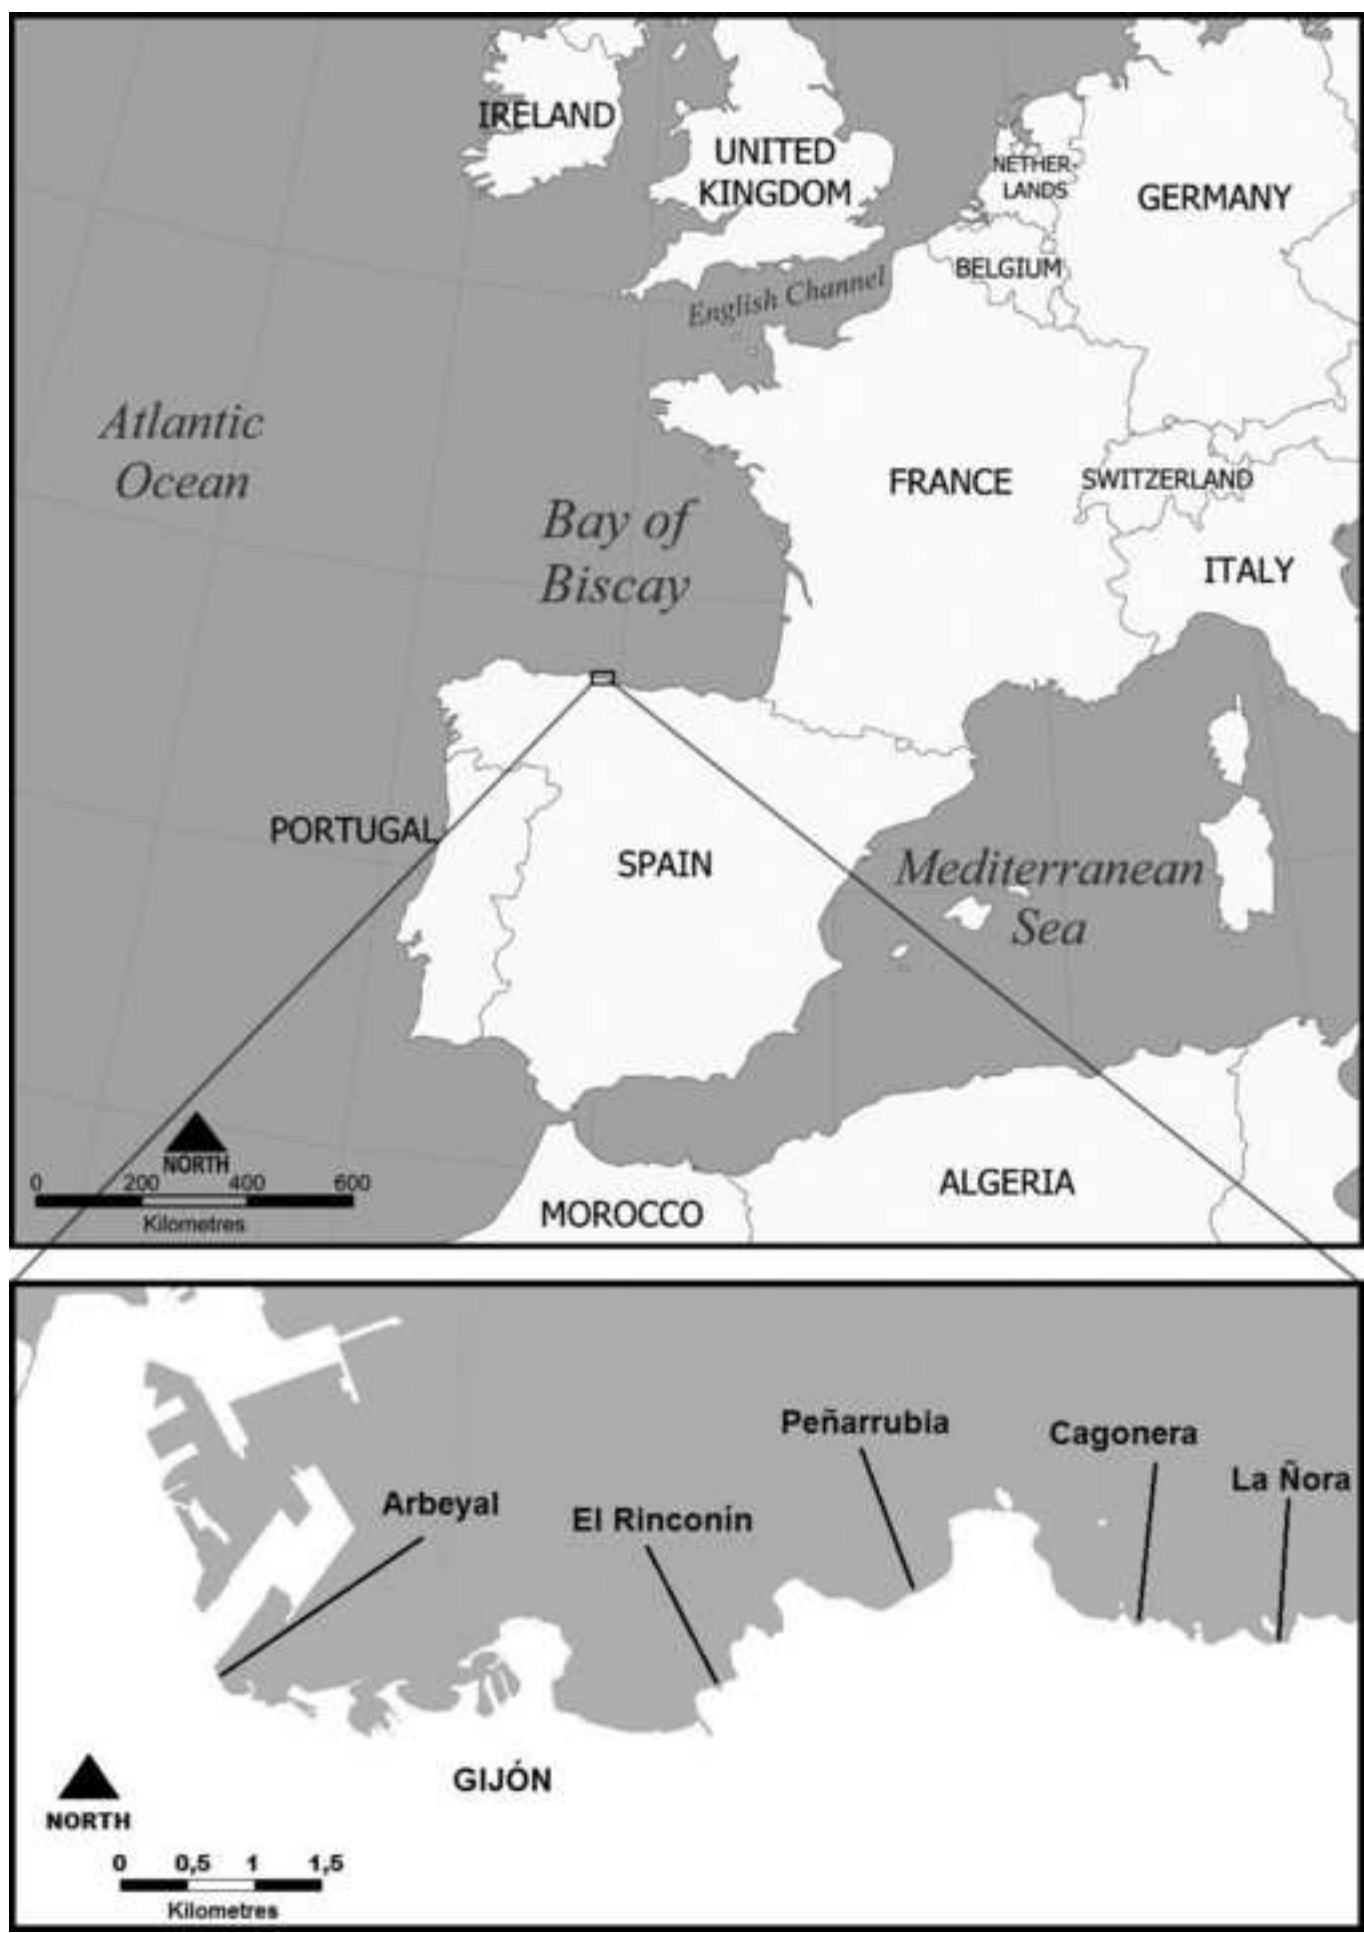 IRELAND
UNITED
KINGDOM
NETHER-
LANDS
GERMANY
BELGIUM
English Channel
Atlantic
Ocean
FRANCE
SWITZERLAND
Bay of
Biscay
ITALY
PORTUGAL
SPAIN
Mediterranean
Sea
NORTH
0 200 400 600
Kilometres
MOROCCO
ALGERIA
Peñarrubia
Cagonera
La Ñora
Arbeyal
El Rinconín
GIJÓN
NORTH
0 0,5 1 1,5
Kilometres